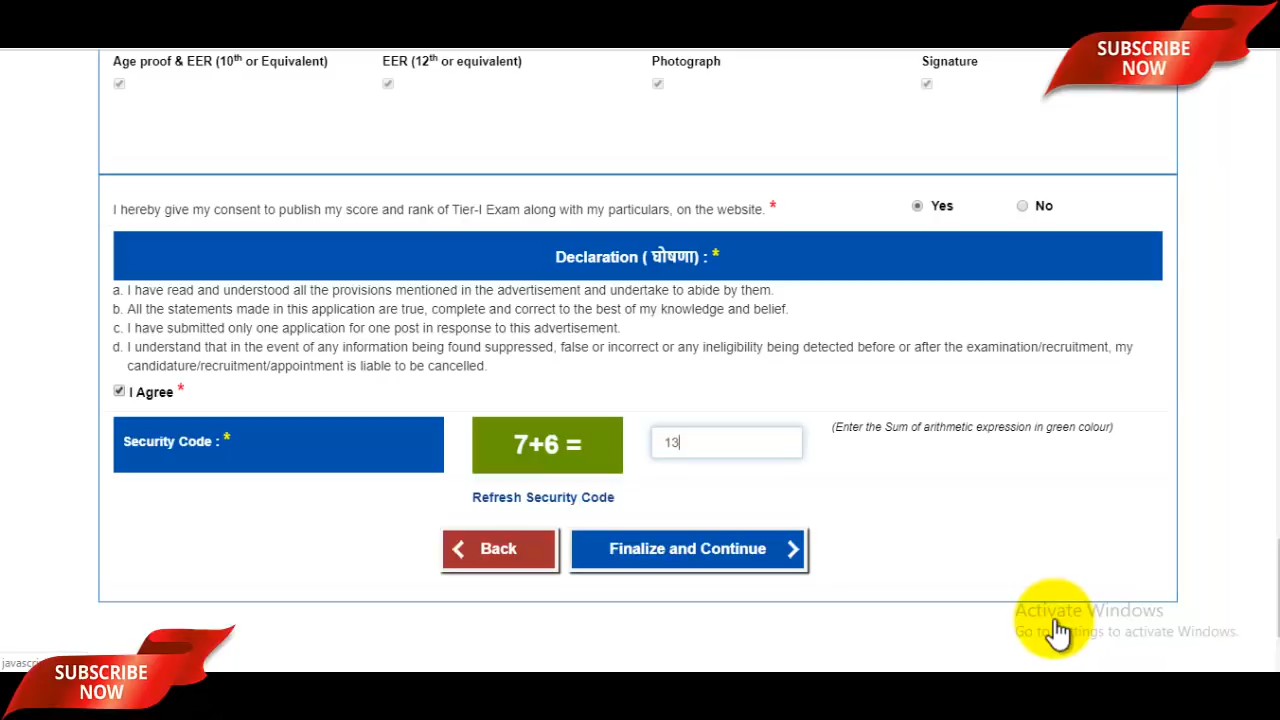 SUBSCRIBE
NOW
Age proof & EER (10th or Equivalent) EER (12th or equivalent) Photograph Signature
I hereby give my consent to publish my score and rank of Tier-I Exam along with my particulars, on the website. * Yes No
Declaration ( घोषणा) : *
a. I have read and understood all the provisions mentioned in the advertisement and undertake to abide by them.
b. All the statements made in this application are true, complete and correct to the best of my knowledge and belief.
c. I have submitted only one application for one post in response to this advertisement.
d. I understand that in the event of any information being found suppressed, false or incorrect or any ineligibility being detected before or after the examination/recruitment, my
candidature/recruitment/appointment is liable to be cancelled.
I Agree *
Security Code : * 7+6 = 13 (Enter the Sum of arithmetic expression in green colour)
Refresh Security Code
Back Finalize and Continue
Activate Windows
Go to to activate Windows.
SUBSCRIBE
NOW